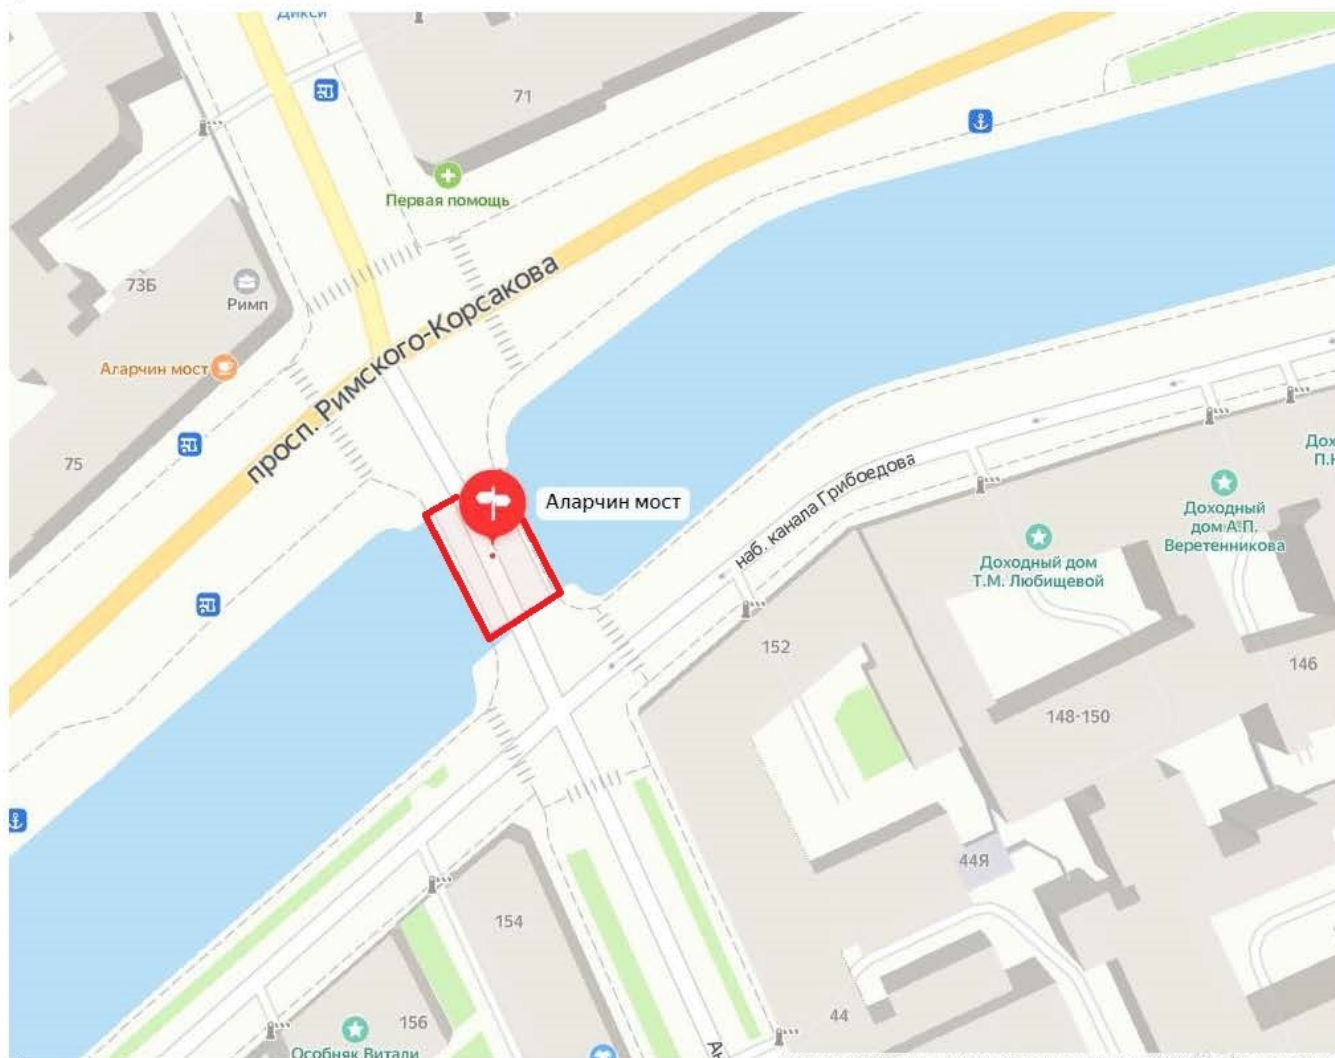 Дикси
71
Первая помощь
73Б
Римп
просп. Римского-Корсакова
Аларчин мост
75
Аларчин мост
наб. канала Грибоедова
Доходный
дом А.П.
Веретенникова
Доходный дом
Т.М. Любищевой
152
146
148-150
44Я
154
44
156
Особняк Витали